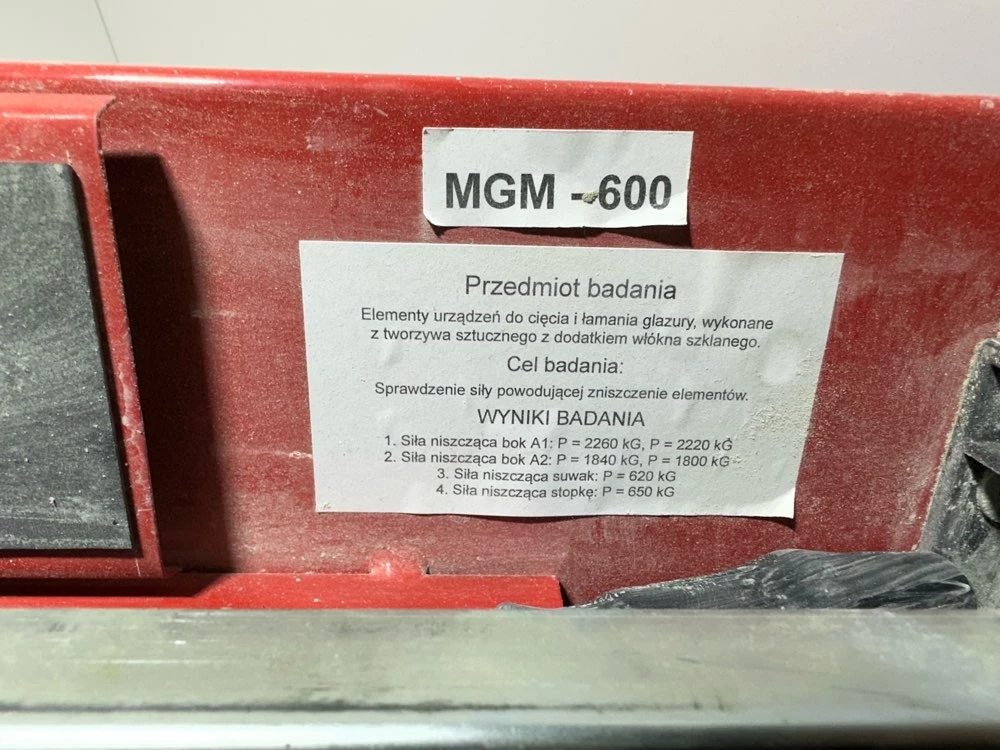 MGM - 600
Przedmiot badania
Elementy urządzeń do cięcia i łamania glazury, wykonane
z tworzywa sztucznego z dodatkiem włókna szklanego.
Cel badania:
Sprawdzenie siły powodującej zniszczenie elementów.
WYNIKI BADANIA
1. Siła niszcząca bok A1: P = 2260 kG, P = 2220 kG
2. Siła niszcząca bok A2: P = 1840 kG, P = 1800 kG
3. Siła niszcząca suwak: P = 620 kG
4. Siła niszcząca stopkę: P = 650 kG